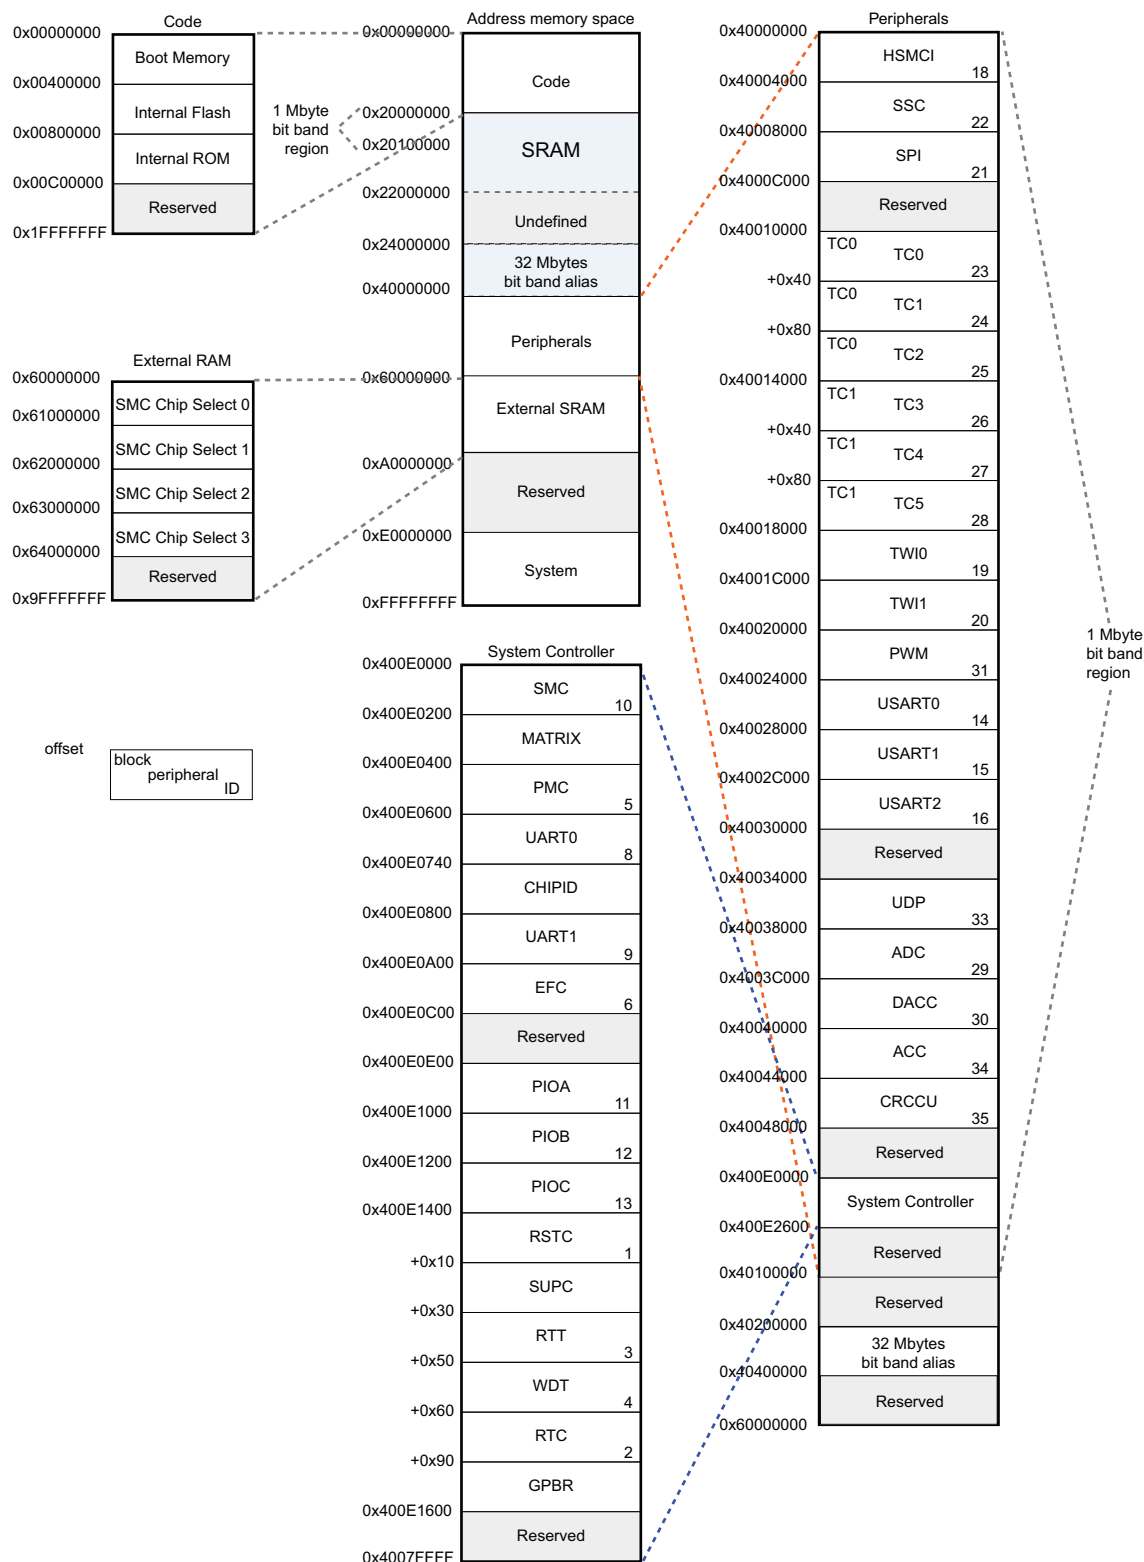 Code
0x00000000
Boot Memory
0x00400000
Internal Flash
0x00800000
Internal ROM
0x00C00000
Reserved
0x1FFFFFFF
1 Mbyte
bit band
region
External RAM
0x60000000
SMC Chip Select 0
0x61000000
SMC Chip Select 1
0x62000000
SMC Chip Select 2
0x63000000
SMC Chip Select 3
0x64000000
Reserved
0x9FFFFFFF
offset
block
peripheral
ID
Address memory space
0x00000000
Code
0x20000000
0x20100000
SRAM
0x22000000
Undefined
0x24000000
32 Mbytes
bit band alias
0x40000000
Peripherals
0x60000000
External SRAM
0xA0000000
Reserved
0xE0000000
System
0xFFFFFFFF
System Controller
0x400E0000
SMC
10
0x400E0200
MATRIX
0x400E0400
PMC
5
0x400E0600
UART0
8
0x400E0740
CHIPID
0x400E0800
UART1
9
0x400E0A00
EFC
6
0x400E0C00
Reserved
0x400E0E00
PIOA
11
0x400E1000
PIOB
12
0x400E1200
PIOC
13
0x400E1400
RSTC
1
+0x10
SUPC
+0x30
RTT
3
+0x50
WDT
4
+0x60
RTC
2
+0x90
GPBR
0x400E1600
Reserved
0x4007FFFF
Peripherals
0x40000000
HSMCI
18
0x40004000
SSC
22
0x40008000
SPI
21
0x4000C000
Reserved
0x40010000
TC0
TC0
23
+0x40
TC0
TC1
24
+0x80
TC0
TC2
25
0x40014000
TC1
TC3
26
+0x40
TC1
TC4
27
+0x80
TC1
TC5
28
0x40018000
TWI0
19
0x4001C000
TWI1
20
0x40020000
PWM
31
0x40024000
USART0
14
0x40028000
USART1
15
0x4002C000
USART2
16
0x40030000
Reserved
0x40034000
UDP
33
0x40038000
ADC
29
0x4003C000
DACC
30
0x40040000
ACC
34
0x40044000
CRCCU
35
0x40048000
Reserved
0x400E0000
System Controller
0x400E2600
Reserved
0x40100000
Reserved
0x40200000
32 Mbytes
bit band alias
0x40400000
Reserved
0x60000000
1 Mbyte
bit band
region